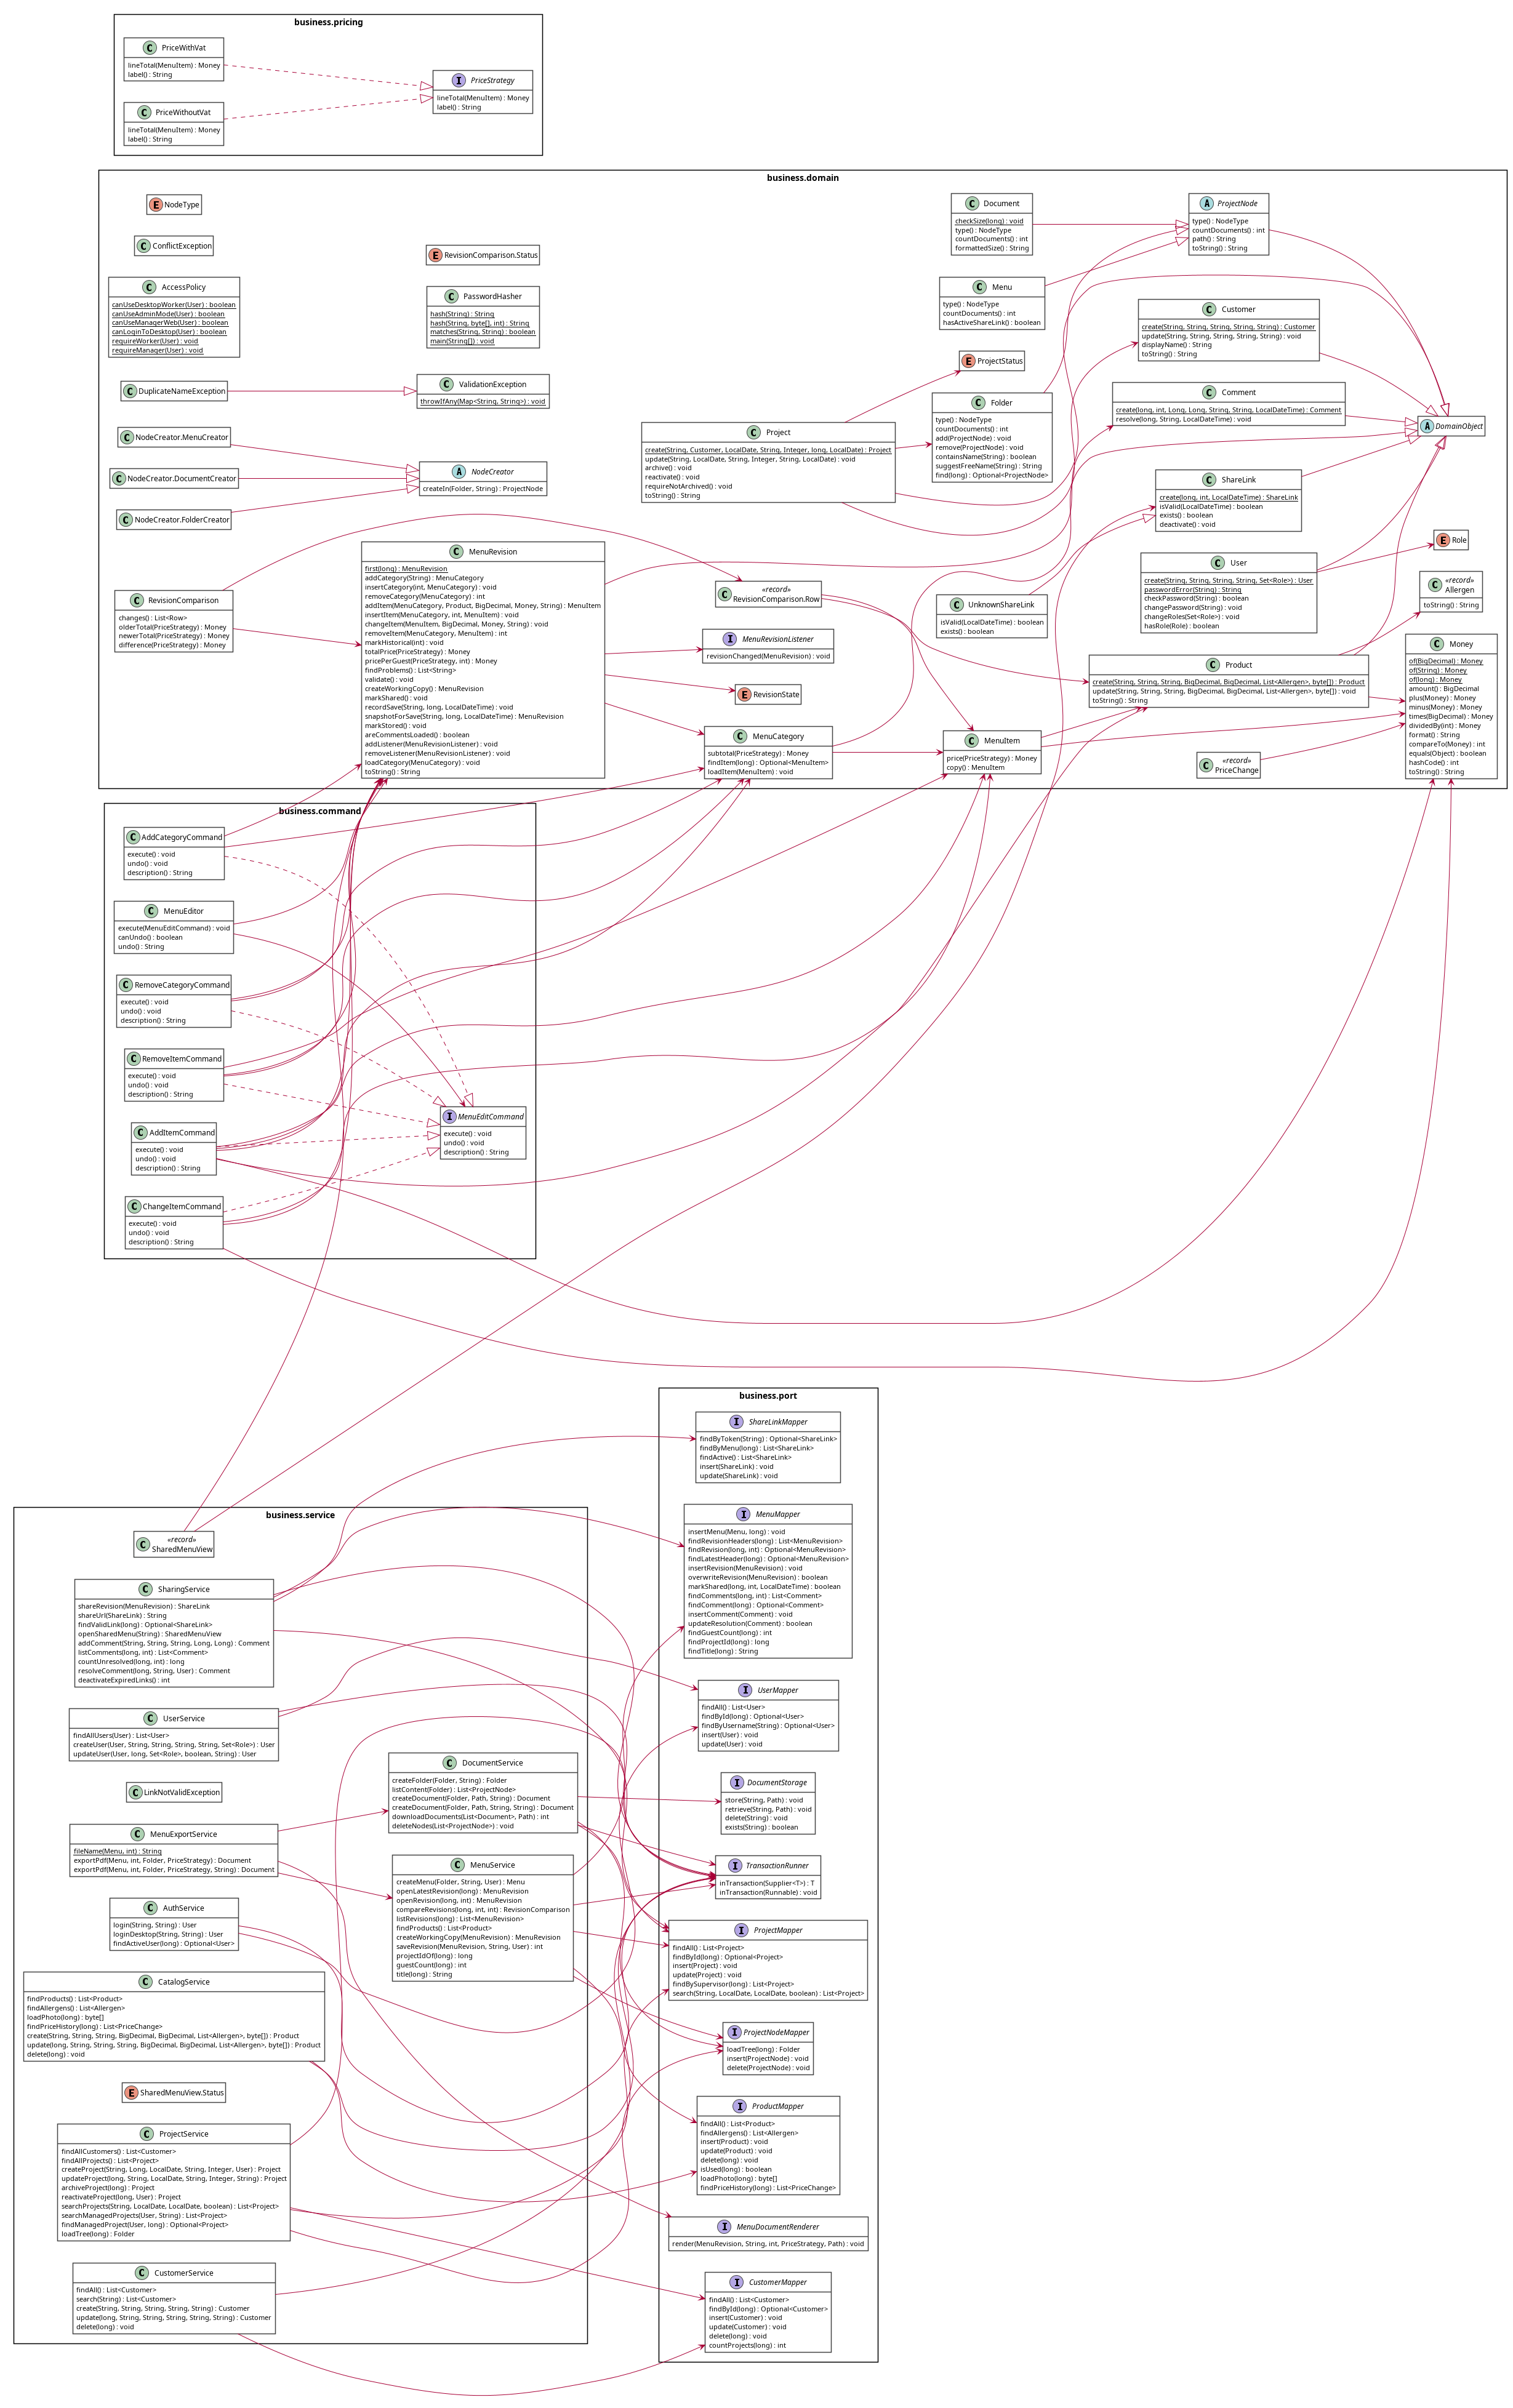 business.pricing
PriceWithVat
lineTotal(MenuItem) : Money
label() : String
PriceWithoutVat
lineTotal(MenuItem) : Money
label() : String
PriceStrategy
lineTotal(MenuItem) : Money
label() : String
business.domain
NodeType
ConflictException
AccessPolicy
canUseDesktopWorker(User) : boolean
canUseAdminMode(User) : boolean
canUseManagerWeb(User) : boolean
canLoginToDesktop(User) : boolean
requireWorker(User) : void
requireManager(User) : void
DuplicateNameException
NodeCreator.MenuCreator
NodeCreator.DocumentCreator
NodeCreator.FolderCreator
RevisionComparison
changes() : List<Row>
olderTotal(PriceStrategy) : Money
newerTotal(PriceStrategy) : Money
difference(PriceStrategy) : Money
RevisionComparison.Status
PasswordHasher
hash(String) : String
hash(String, byte[], int) : String
matches(String, String) : boolean
main(String[]) : void
ValidationException
throwIfAny(Map<String, String>) : void
NodeCreator
createIn(Folder, String) : ProjectNode
MenuRevision
first(long) : MenuRevision
addCategory(String) : MenuCategory
insertCategory(int, MenuCategory) : void
removeCategory(MenuCategory) : int
addItem(MenuCategory, Product, BigDecimal, Money, String) : MenuItem
insertItem(MenuCategory, int, MenuItem) : void
changeItem(MenuItem, BigDecimal, Money, String) : void
removeItem(MenuCategory, MenuItem) : int
markHistorical(int) : void
totalPrice(PriceStrategy) : Money
pricePerGuest(PriceStrategy, int) : Money
findProblems() : List<String>
validate() : void
createWorkingCopy() : MenuRevision
markShared() : void
recordSave(String, long, LocalDateTime) : void
snapshotForSave(String, long, LocalDateTime) : MenuRevision
markStored() : void
areCommentsLoaded() : boolean
addListener(MenuRevisionListener) : void
removeListener(MenuRevisionListener) : void
loadCategory(MenuCategory) : void
toString() : String
Project
create(String, Customer, LocalDate, String, Integer, long, LocalDate) : Project
update(String, LocalDate, String, Integer, String, LocalDate) : void
archive() : void
reactivate() : void
requireNotArchived() : void
toString() : String
«record»
RevisionComparison.Row
MenuRevisionListener
revisionChanged(MenuRevision) : void
RevisionState
MenuCategory
subtotal(PriceStrategy) : Money
findItem(long) : Optional<MenuItem>
loadItem(MenuItem) : void
Document
checkSize(long) : void
type() : NodeType
countDocuments() : int
formattedSize() : String
Menu
type() : NodeType
countDocuments() : int
hasActiveShareLink() : boolean
ProjectStatus
Folder
type() : NodeType
countDocuments() : int
add(ProjectNode) : void
remove(ProjectNode) : void
containsName(String) : boolean
suggestFreeName(String) : String
find(long) : Optional<ProjectNode>
UnknownShareLink
isValid(LocalDateTime) : boolean
exists() : boolean
MenuItem
price(PriceStrategy) : Money
copy() : MenuItem
ProjectNode
type() : NodeType
countDocuments() : int
path() : String
toString() : String
Customer
create(String, String, String, String, String) : Customer
update(String, String, String, String, String) : void
displayName() : String
toString() : String
Comment
create(long, int, Long, Long, String, String, LocalDateTime) : Comment
resolve(long, String, LocalDateTime) : void
ShareLink
create(long, int, LocalDateTime) : ShareLink
isValid(LocalDateTime) : boolean
exists() : boolean
deactivate() : void
User
create(String, String, String, String, Set<Role>) : User
passwordError(String) : String
checkPassword(String) : boolean
changePassword(String) : void
changeRoles(Set<Role>) : void
hasRole(Role) : boolean
Product
create(String, String, String, BigDecimal, BigDecimal, List<Allergen>, byte[]) : Product
update(String, String, String, BigDecimal, BigDecimal, List<Allergen>, byte[]) : void
toString() : String
«record»
PriceChange
DomainObject
Role
«record»
Allergen
toString() : String
Money
of(BigDecimal) : Money
of(String) : Money
of(long) : Money
amount() : BigDecimal
plus(Money) : Money
minus(Money) : Money
times(BigDecimal) : Money
dividedBy(int) : Money
format() : String
compareTo(Money) : int
equals(Object) : boolean
hashCode() : int
toString() : String
business.command
AddCategoryCommand
execute() : void
undo() : void
description() : String
MenuEditor
execute(MenuEditCommand) : void
canUndo() : boolean
undo() : String
RemoveCategoryCommand
execute() : void
undo() : void
description() : String
RemoveItemCommand
execute() : void
undo() : void
description() : String
AddItemCommand
execute() : void
undo() : void
description() : String
ChangeItemCommand
execute() : void
undo() : void
description() : String
MenuEditCommand
execute() : void
undo() : void
description() : String
business.service
«record»
SharedMenuView
SharingService
shareRevision(MenuRevision) : ShareLink
shareUrl(ShareLink) : String
findValidLink(long) : Optional<ShareLink>
openSharedMenu(String) : SharedMenuView
addComment(String, String, String, Long, Long) : Comment
listComments(long, int) : List<Comment>
countUnresolved(long, int) : long
resolveComment(long, String, User) : Comment
deactivateExpiredLinks() : int
UserService
findAllUsers(User) : List<User>
createUser(User, String, String, String, String, Set<Role>) : User
updateUser(User, long, Set<Role>, boolean, String) : User
LinkNotValidException
MenuExportService
fileName(Menu, int) : String
exportPdf(Menu, int, Folder, PriceStrategy) : Document
exportPdf(Menu, int, Folder, PriceStrategy, String) : Document
AuthService
login(String, String) : User
loginDesktop(String, String) : User
findActiveUser(long) : Optional<User>
CatalogService
findProducts() : List<Product>
findAllergens() : List<Allergen>
loadPhoto(long) : byte[]
findPriceHistory(long) : List<PriceChange>
create(String, String, String, BigDecimal, BigDecimal, List<Allergen>, byte[]) : Product
update(long, String, String, String, BigDecimal, BigDecimal, List<Allergen>, byte[]) : Product
delete(long) : void
SharedMenuView.Status
ProjectService
findAllCustomers() : List<Customer>
findAllProjects() : List<Project>
createProject(String, Long, LocalDate, String, Integer, User) : Project
updateProject(long, String, LocalDate, String, Integer, String) : Project
archiveProject(long) : Project
reactivateProject(long, User) : Project
searchProjects(String, LocalDate, LocalDate, boolean) : List<Project>
searchManagedProjects(User, String) : List<Project>
findManagedProject(User, long) : Optional<Project>
loadTree(long) : Folder
CustomerService
findAll() : List<Customer>
search(String) : List<Customer>
create(String, String, String, String, String) : Customer
update(long, String, String, String, String, String) : Customer
delete(long) : void
DocumentService
createFolder(Folder, String) : Folder
listContent(Folder) : List<ProjectNode>
createDocument(Folder, Path, String) : Document
createDocument(Folder, Path, String, String) : Document
downloadDocuments(List<Document>, Path) : int
deleteNodes(List<ProjectNode>) : void
MenuService
createMenu(Folder, String, User) : Menu
openLatestRevision(long) : MenuRevision
openRevision(long, int) : MenuRevision
compareRevisions(long, int, int) : RevisionComparison
listRevisions(long) : List<MenuRevision>
findProducts() : List<Product>
createWorkingCopy(MenuRevision) : MenuRevision
saveRevision(MenuRevision, String, User) : int
projectIdOf(long) : long
guestCount(long) : int
title(long) : String
business.port
ShareLinkMapper
findByToken(String) : Optional<ShareLink>
findByMenu(long) : List<ShareLink>
findActive() : List<ShareLink>
insert(ShareLink) : void
update(ShareLink) : void
MenuMapper
insertMenu(Menu, long) : void
findRevisionHeaders(long) : List<MenuRevision>
findRevision(long, int) : Optional<MenuRevision>
findLatestHeader(long) : Optional<MenuRevision>
insertRevision(MenuRevision) : void
overwriteRevision(MenuRevision) : boolean
markShared(long, int, LocalDateTime) : boolean
findComments(long, int) : List<Comment>
findComment(long) : Optional<Comment>
insertComment(Comment) : void
updateResolution(Comment) : boolean
findGuestCount(long) : int
findProjectId(long) : long
findTitle(long) : String
UserMapper
findAll() : List<User>
findById(long) : Optional<User>
findByUsername(String) : Optional<User>
insert(User) : void
update(User) : void
DocumentStorage
store(String, Path) : void
retrieve(String, Path) : void
delete(String) : void
exists(String) : boolean
TransactionRunner
inTransaction(Supplier<T>) : T
inTransaction(Runnable) : void
ProjectMapper
findAll() : List<Project>
findById(long) : Optional<Project>
insert(Project) : void
update(Project) : void
findBySupervisor(long) : List<Project>
search(String, LocalDate, LocalDate, boolean) : List<Project>
ProjectNodeMapper
loadTree(long) : Folder
insert(ProjectNode) : void
delete(ProjectNode) : void
ProductMapper
findAll() : List<Product>
findAllergens() : List<Allergen>
insert(Product) : void
update(Product) : void
delete(long) : void
isUsed(long) : boolean
loadPhoto(long) : byte[]
findPriceHistory(long) : List<PriceChange>
MenuDocumentRenderer
render(MenuRevision, String, int, PriceStrategy, Path) : void
CustomerMapper
findAll() : List<Customer>
findById(long) : Optional<Customer>
insert(Customer) : void
update(Customer) : void
delete(long) : void
countProjects(long) : int